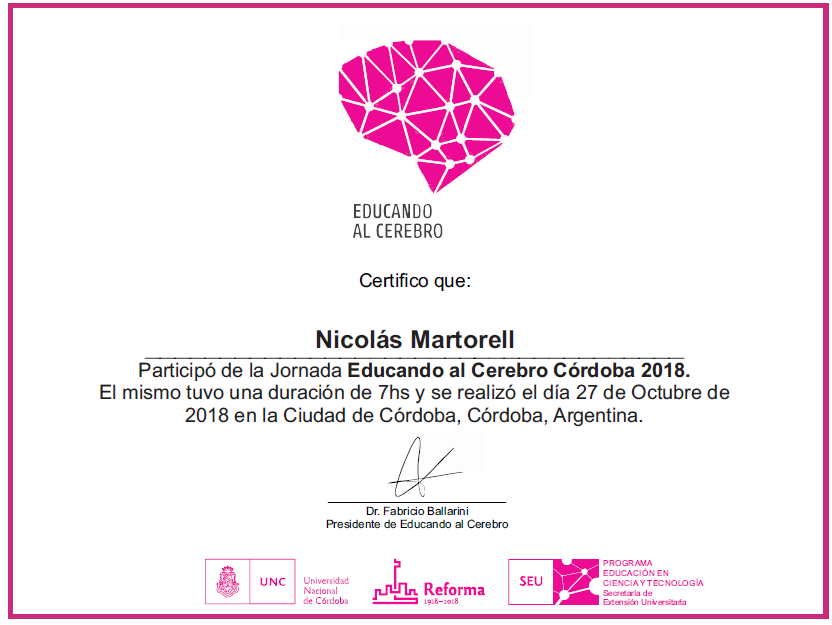 EDUCANDO
AL CEREBRO
Certifico que:
Nicolás Martorell
Participó de la Jornada Educando al Cerebro Córdoba 2018.
El mismo tuvo una duración de 7hs y se realizó el día 27 de Octubre de
2018 en la Ciudad de Córdoba, Córdoba, Argentina.
Dr. Fabricio Ballarini
Presidente de Educando al Cerebro
UNC
Universidad
Nacional
de Córdoba
Reforma
1918-2018
SEU
PROGRAMA
EDUCACIÓN EN
CIENCIA Y TECNOLOGÍA
Secretaría de
Extensión Universitaria